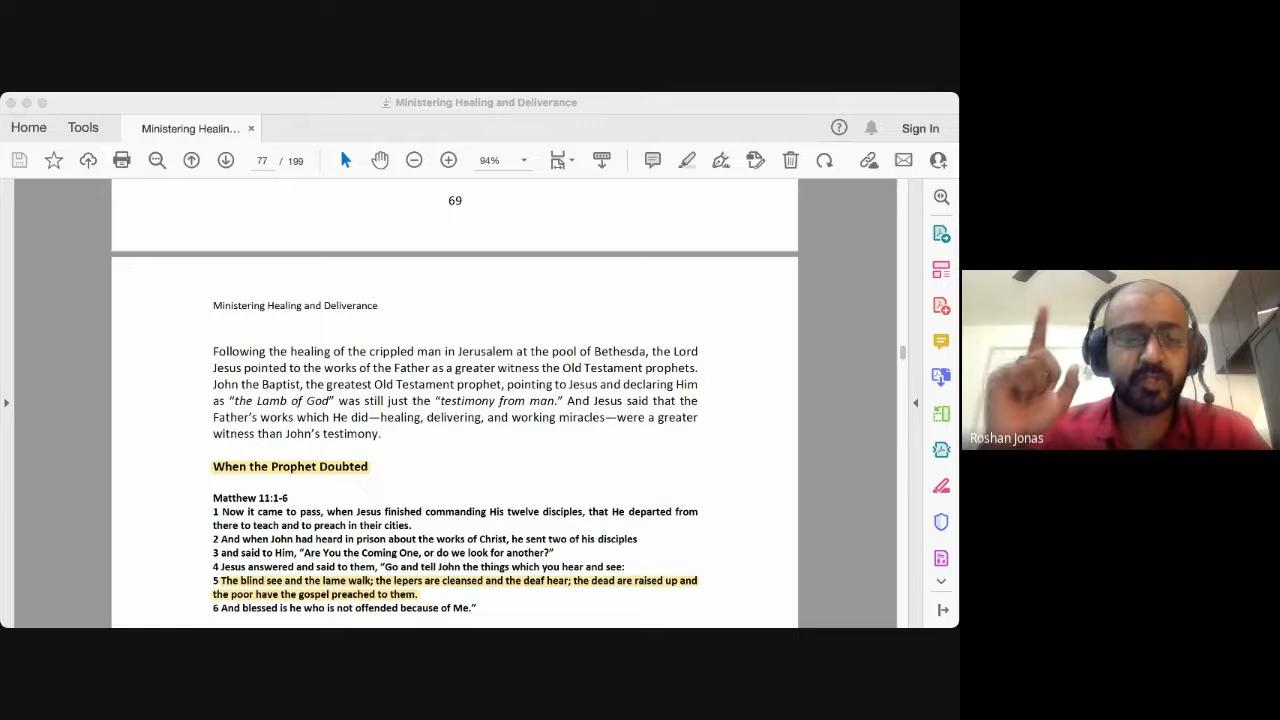 Ministering Healing and Deliverance
Home
Tools
Ministering Healin... ×
Sign In
77 / 199
94%
69
Ministering Healing and Deliverance
Following the healing of the crippled man in Jerusalem at the pool of Bethesda, the Lord
Jesus pointed to the works of the Father as a greater witness the Old Testament prophets.
John the Baptist, the greatest Old Testament prophet, pointing to Jesus and declaring Him
as “the Lamb of God” was still just the “testimony from man.” And Jesus said that the
Father’s works which He did—healing, delivering, and working miracles—were a greater
witness than John’s testimony.
When the Prophet Doubted
Matthew 11:1-6
1 Now it came to pass, when Jesus finished commanding His twelve disciples, that He departed from
there to teach and to preach in their cities.
2 And when John had heard in prison about the works of Christ, he sent two of his disciples
3 and said to Him, “Are You the Coming One, or do we look for another?”
4 Jesus answered and said to them, “Go and tell John the things which you hear and see:
5 The blind see and the lame walk; the lepers are cleansed and the deaf hear; the dead are raised up and
the poor have the gospel preached to them.
6 And blessed is he who is not offended because of Me.”
Roshan Jonas